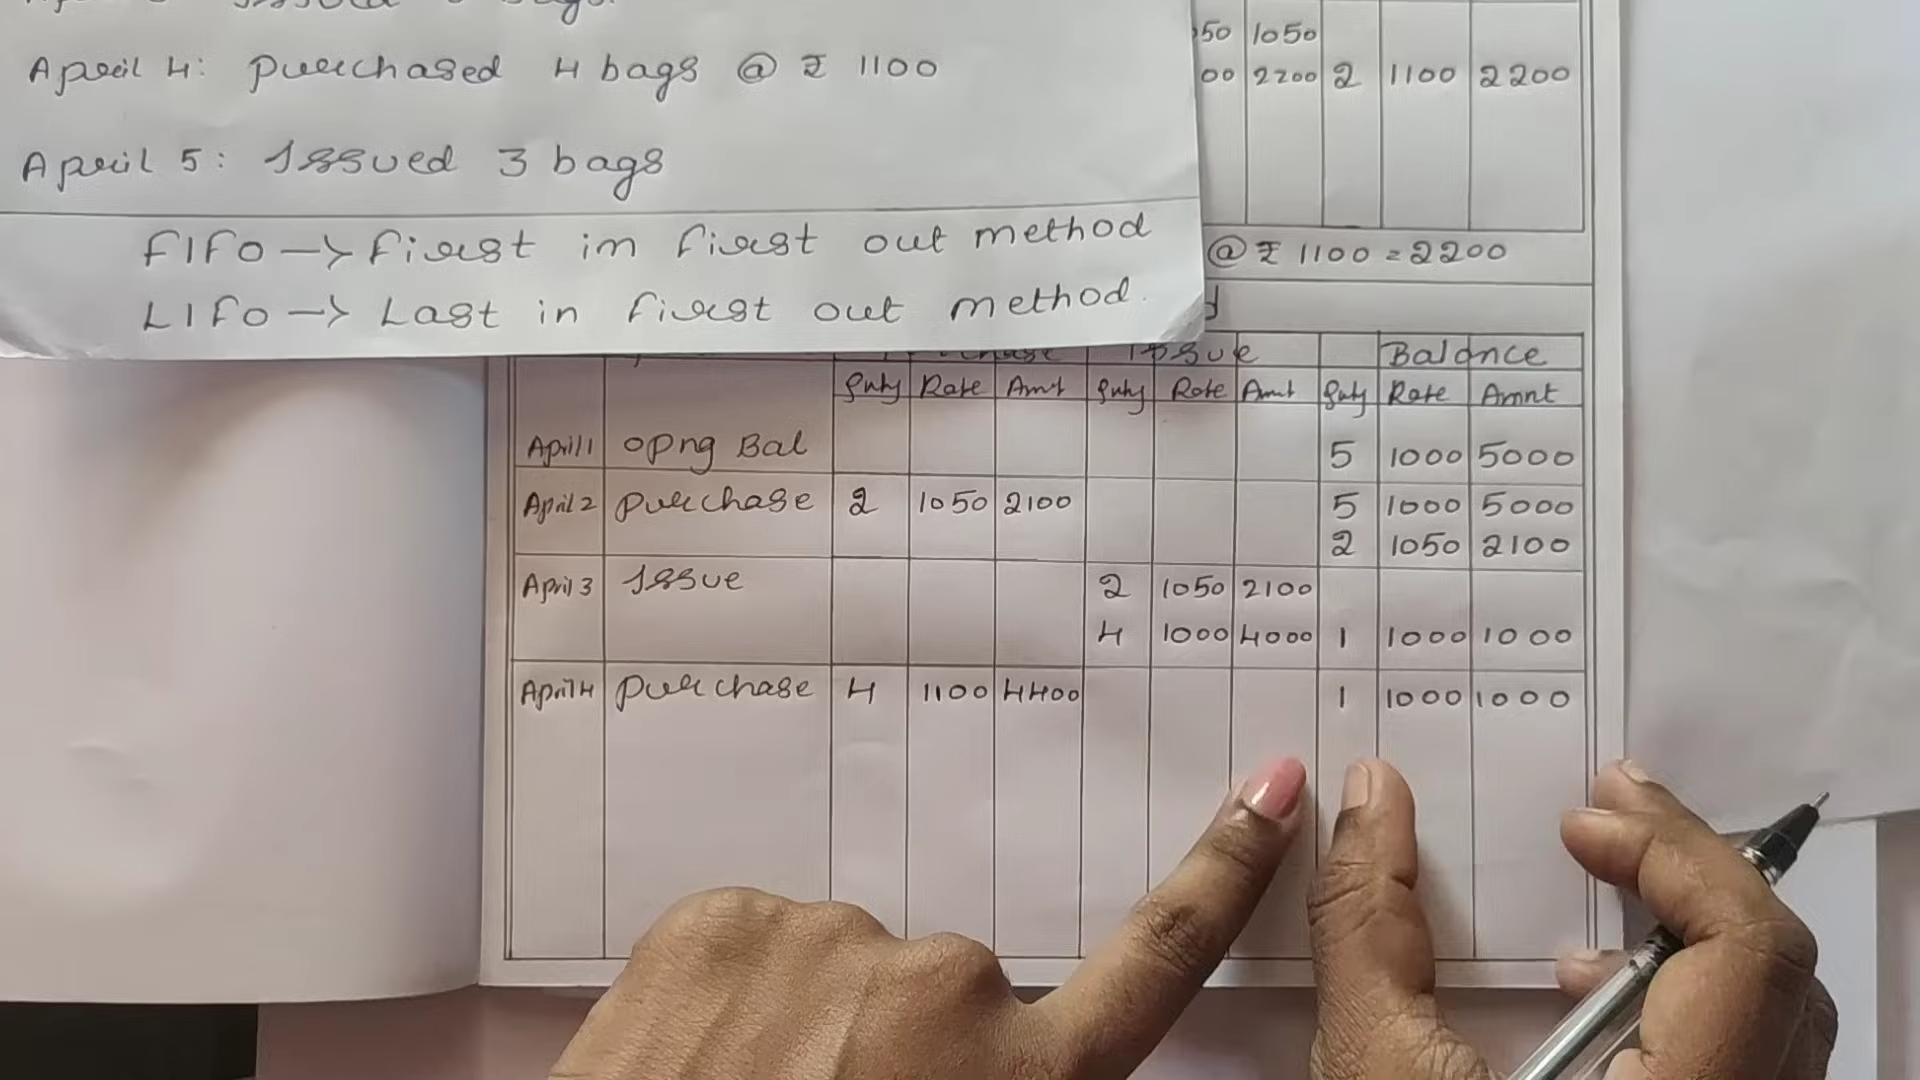 April 4: purchased 4 bags @ ₹ 1100
April 5: Issued 3 bags
FIFO -> First in first out method
LIFO -> Last in first out method.
50 1050
00 2200 2 1100 2200
@ ₹ 1100 = 2200
Issue Balance
Qnty Rate Amt Qnty Rate Amt Qnty Rate Amnt
April 1 opng Bal 5 1000 5000
April 2 purchase 2 1050 2100 5 1000 5000
2 1050 2100
April 3 Issue 2 1050 2100
4 1000 4000 1 1000 1000
April 4 purchase 4 1100 4400 1 1000 1000